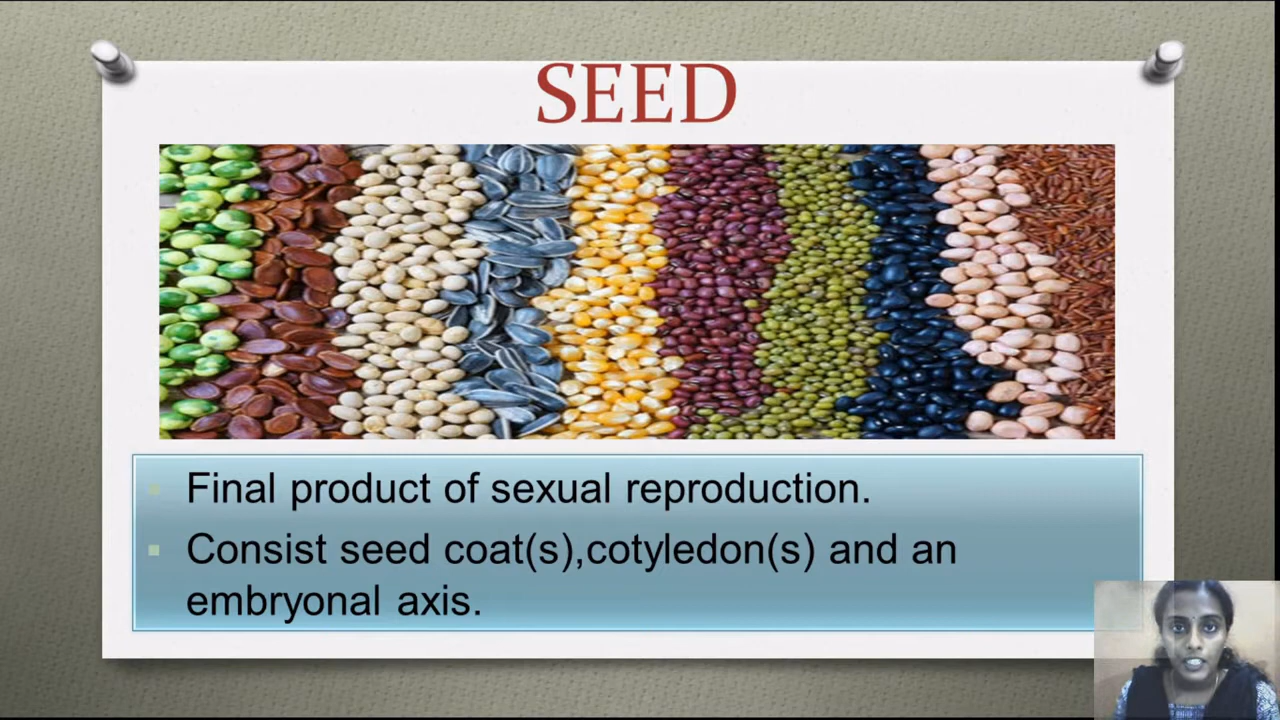 SEED
Final product of sexual reproduction.
Consist seed coat(s),cotyledon(s) and an
embryonal axis.